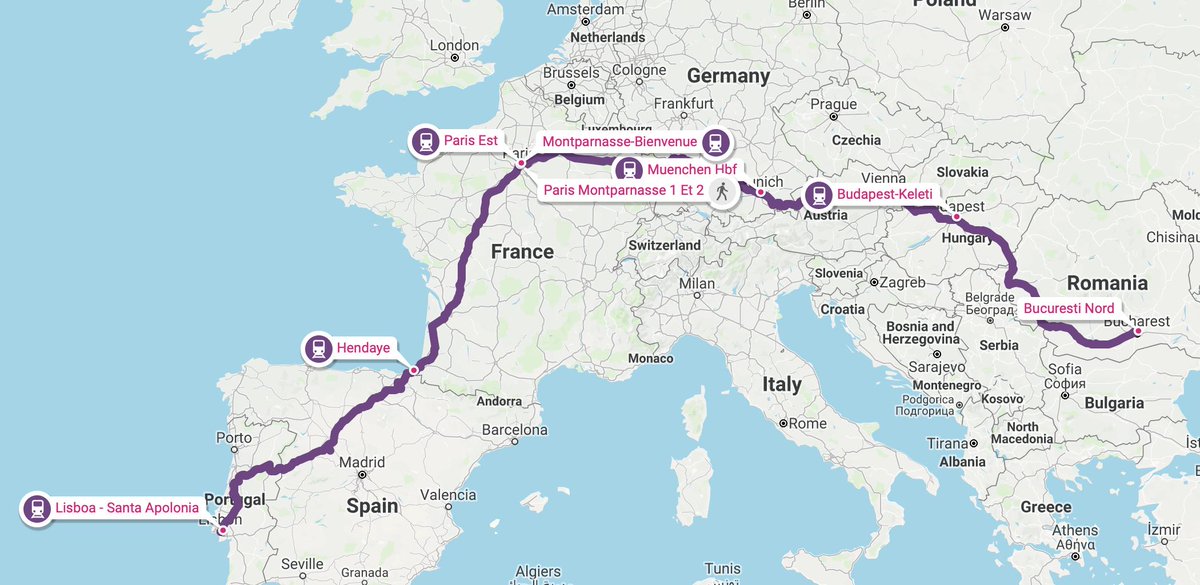 Amsterdam
Berlin
Poland
Warsaw
London
Netherlands
Brussels
Cologne
Germany
Belgium
Frankfurt
Prague
Luxembourg
Czechia
Paris Est
Montparnasse-Bienvenue
Muenchen Hbf
Paris Montparnasse 1 Et 2
Vienna
Slovakia
Budapest-Keleti
Austria
Hungary
Chisinau
France
Switzerland
Slovenia
Zagreb
Milan
Croatia
Romania
Belgrade
Београд
Bucuresti Nord
Bucharest
Bosnia and
Herzegovina
Serbia
Hendaye
Monaco
Sarajevo
Sofia
София
Italy
Montenegro
Podgorica
Подгорица
Kosovo
Bulgaria
Andorra
Barcelona
Rome
North
Macedonia
Tirana
Albania
Porto
Madrid
Portugal
Spain
Valencia
Lisboa - Santa Apolonia
Lisbon
Greece
Athens
Αθήνα
İzmir
Seville
Granada
Algiers
Tunis